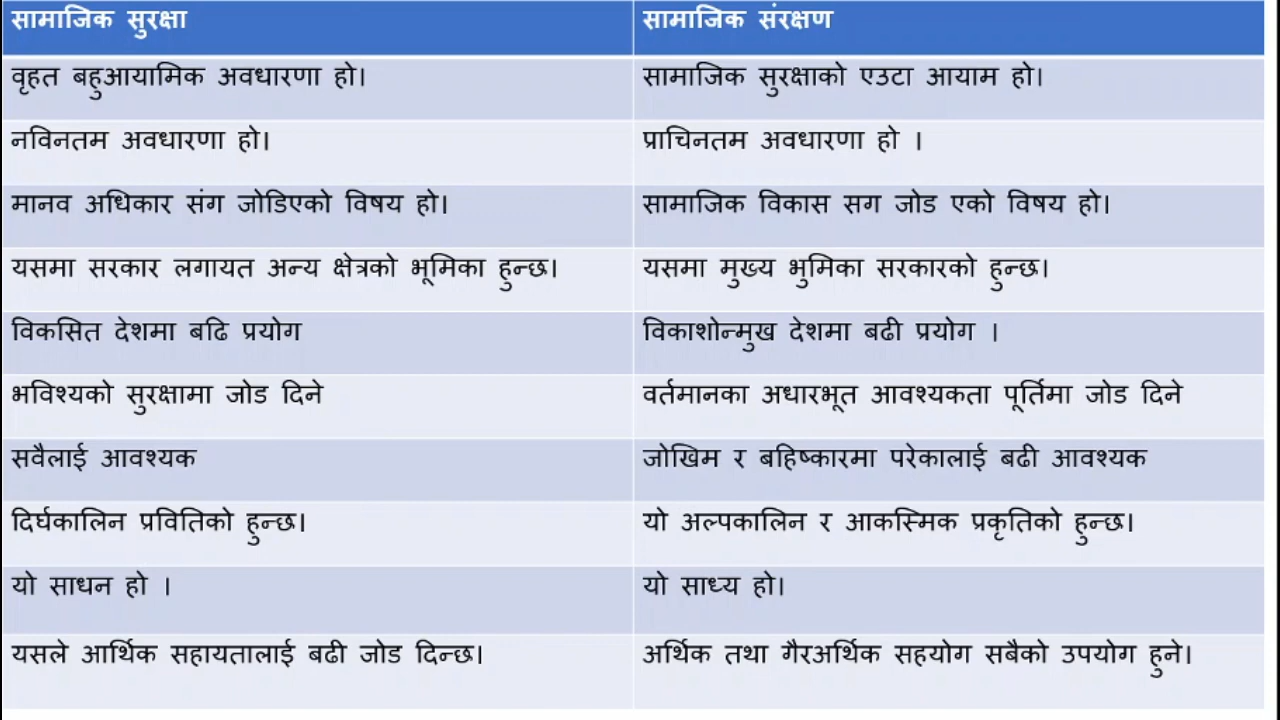 सामाजिक सुरक्षा	सामाजिक संरक्षण
वृहत बहुआयामिक अवधारणा हो।	सामाजिक सुरक्षाको एउटा आयाम हो।
नविनतम अवधारणा हो।	प्राचिनतम अवधारणा हो ।
मानव अधिकार संग जोडिएको विषय हो।	सामाजिक विकास सग जोड एको विषय हो।
यसमा सरकार लगायत अन्य क्षेत्रको भूमिका हुन्छ।	यसमा मुख्य भुमिका सरकारको हुन्छ।
विकसित देशमा बढि प्रयोग	विकाशोन्मुख देशमा बढी प्रयोग ।
भविश्यको सुरक्षामा जोड दिने	वर्तमानका अधारभूत आवश्यकता पूर्तिमा जोड दिने
सवैलाई आवश्यक	जोखिम र बहिष्कारमा परेकालाई बढी आवश्यक
दिर्घकालिन प्रवितिको हुन्छ।	यो अल्पकालिन र आकस्मिक प्रकृतिको हुन्छ।
यो साधन हो ।	यो साध्य हो।
यसले आर्थिक सहायतालाई बढी जोड दिन्छ।	अर्थिक तथा गैरअर्थिक सहयोग सबैको उपयोग हुने।